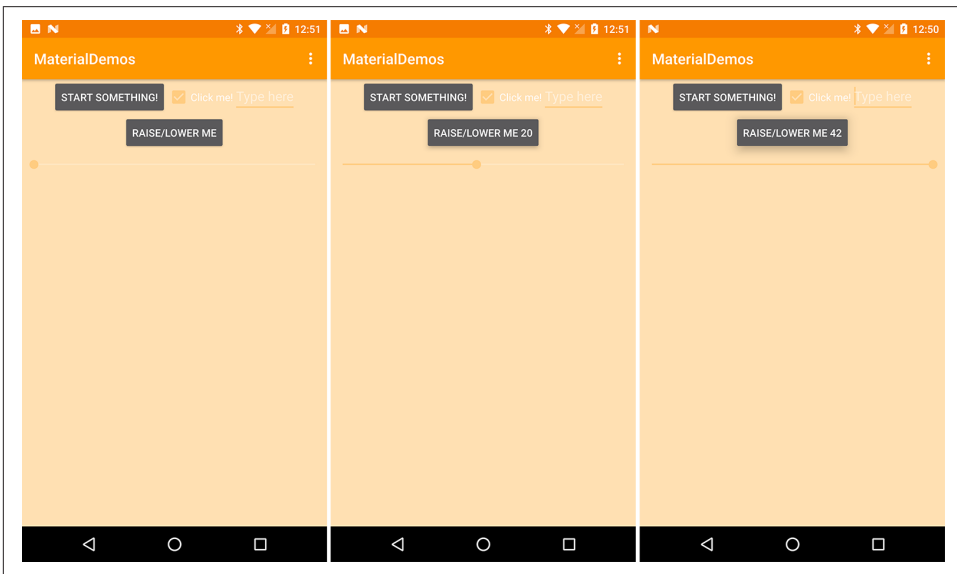 12:51
MaterialDemos
START SOMETHING! Click me! Type here
RAISE/LOWER ME
12:51
MaterialDemos
START SOMETHING! Click me! Type here
RAISE/LOWER ME 20
12:50
MaterialDemos
START SOMETHING! Click me! Type here
RAISE/LOWER ME 42